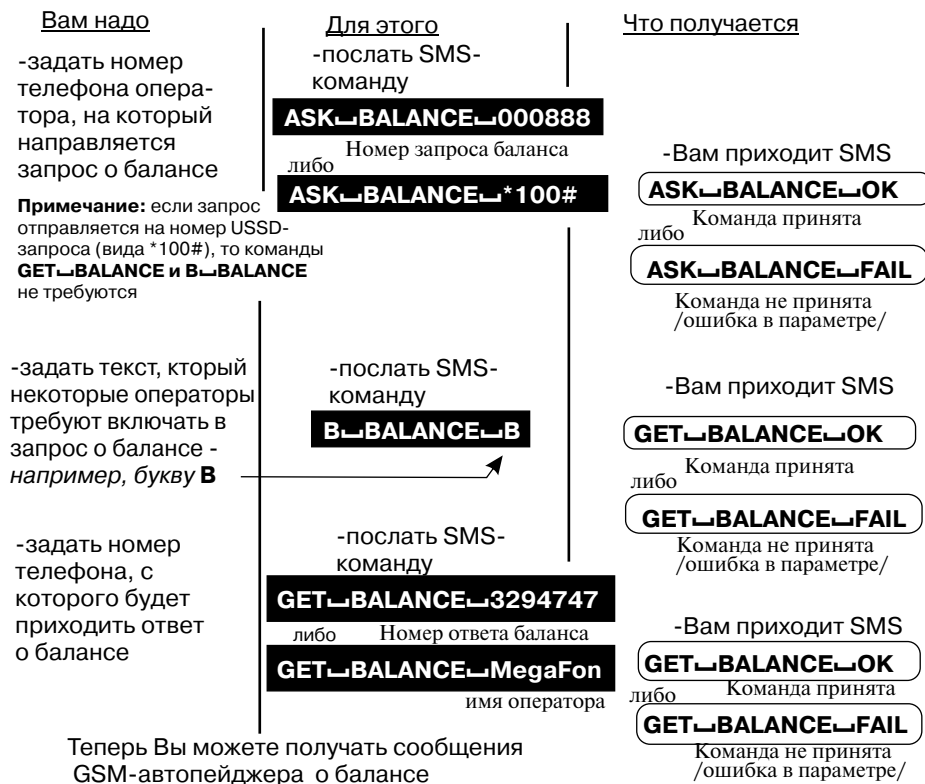 Вам надо
Для этого
Что получается
-задать номер
телефона опера-
тора, на который
направляется
запрос о балансе
Примечание: если запрос
отправляется на номер USSD-
запроса (вида *100#), то команды
GET⎵BALANCE и B⎵BALANCE
не требуются
-послать SMS-
команду
ASK⎵BALANCE⎵000888
Номер запроса баланса
либо
ASK⎵BALANCE⎵*100#
-Вам приходит SMS
ASK⎵BALANCE⎵OK
Команда принята
либо
ASK⎵BALANCE⎵FAIL
Команда не принята
/ошибка в параметре/
-задать текст, кторый
некоторые операторы
требуют включать в
запрос о балансе -
например, букву B
-послать SMS-
команду
B⎵BALANCE⎵B
-Вам приходит SMS
GET⎵BALANCE⎵OK
Команда принята
либо
GET⎵BALANCE⎵FAIL
Команда не принята
/ошибка в параметре/
-задать номер
телефона, с
которого будет
приходить ответ
о балансе
-послать SMS-
команду
GET⎵BALANCE⎵3294747
либо Номер ответа баланса
GET⎵BALANCE⎵MegaFon
имя оператора
-Вам приходит SMS
GET⎵BALANCE⎵OK
Команда принята
либо
GET⎵BALANCE⎵FAIL
Команда не принята
/ошибка в параметре/
Теперь Вы можете получать сообщения
GSM-автопейджера о балансе